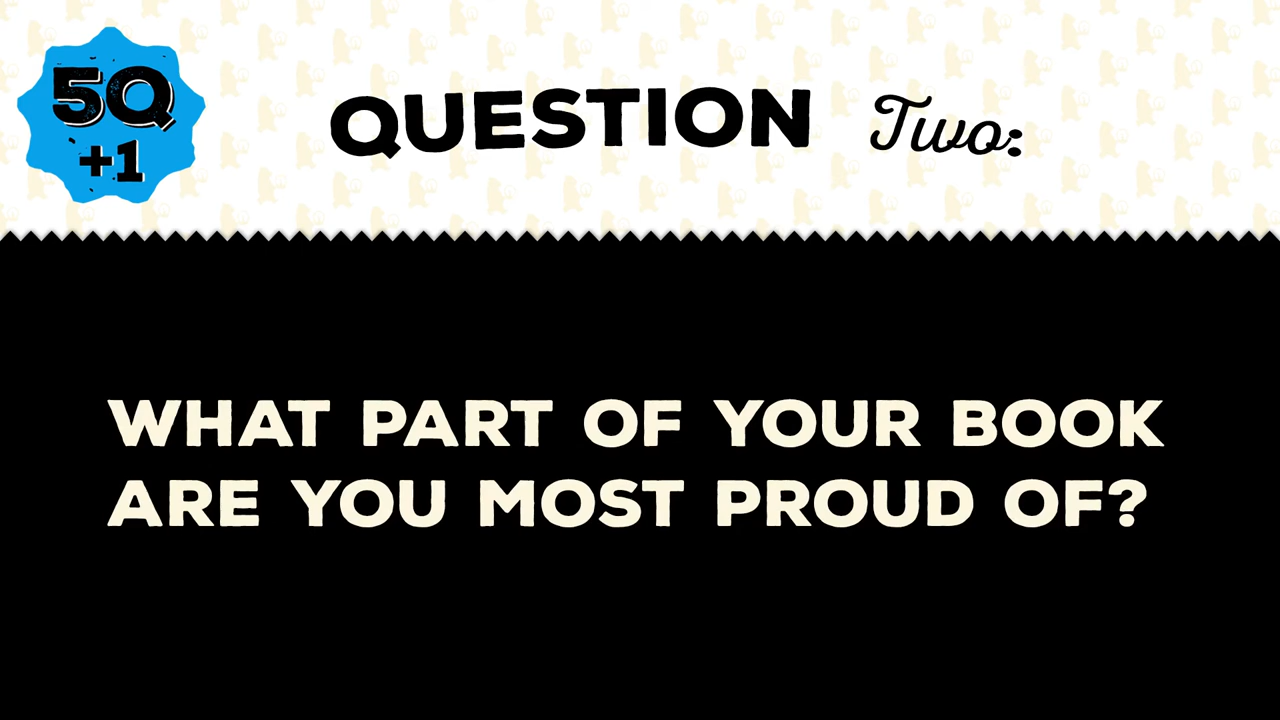 5Q
+1
QUESTION Two:
WHAT PART OF YOUR BOOK
ARE YOU MOST PROUD OF?